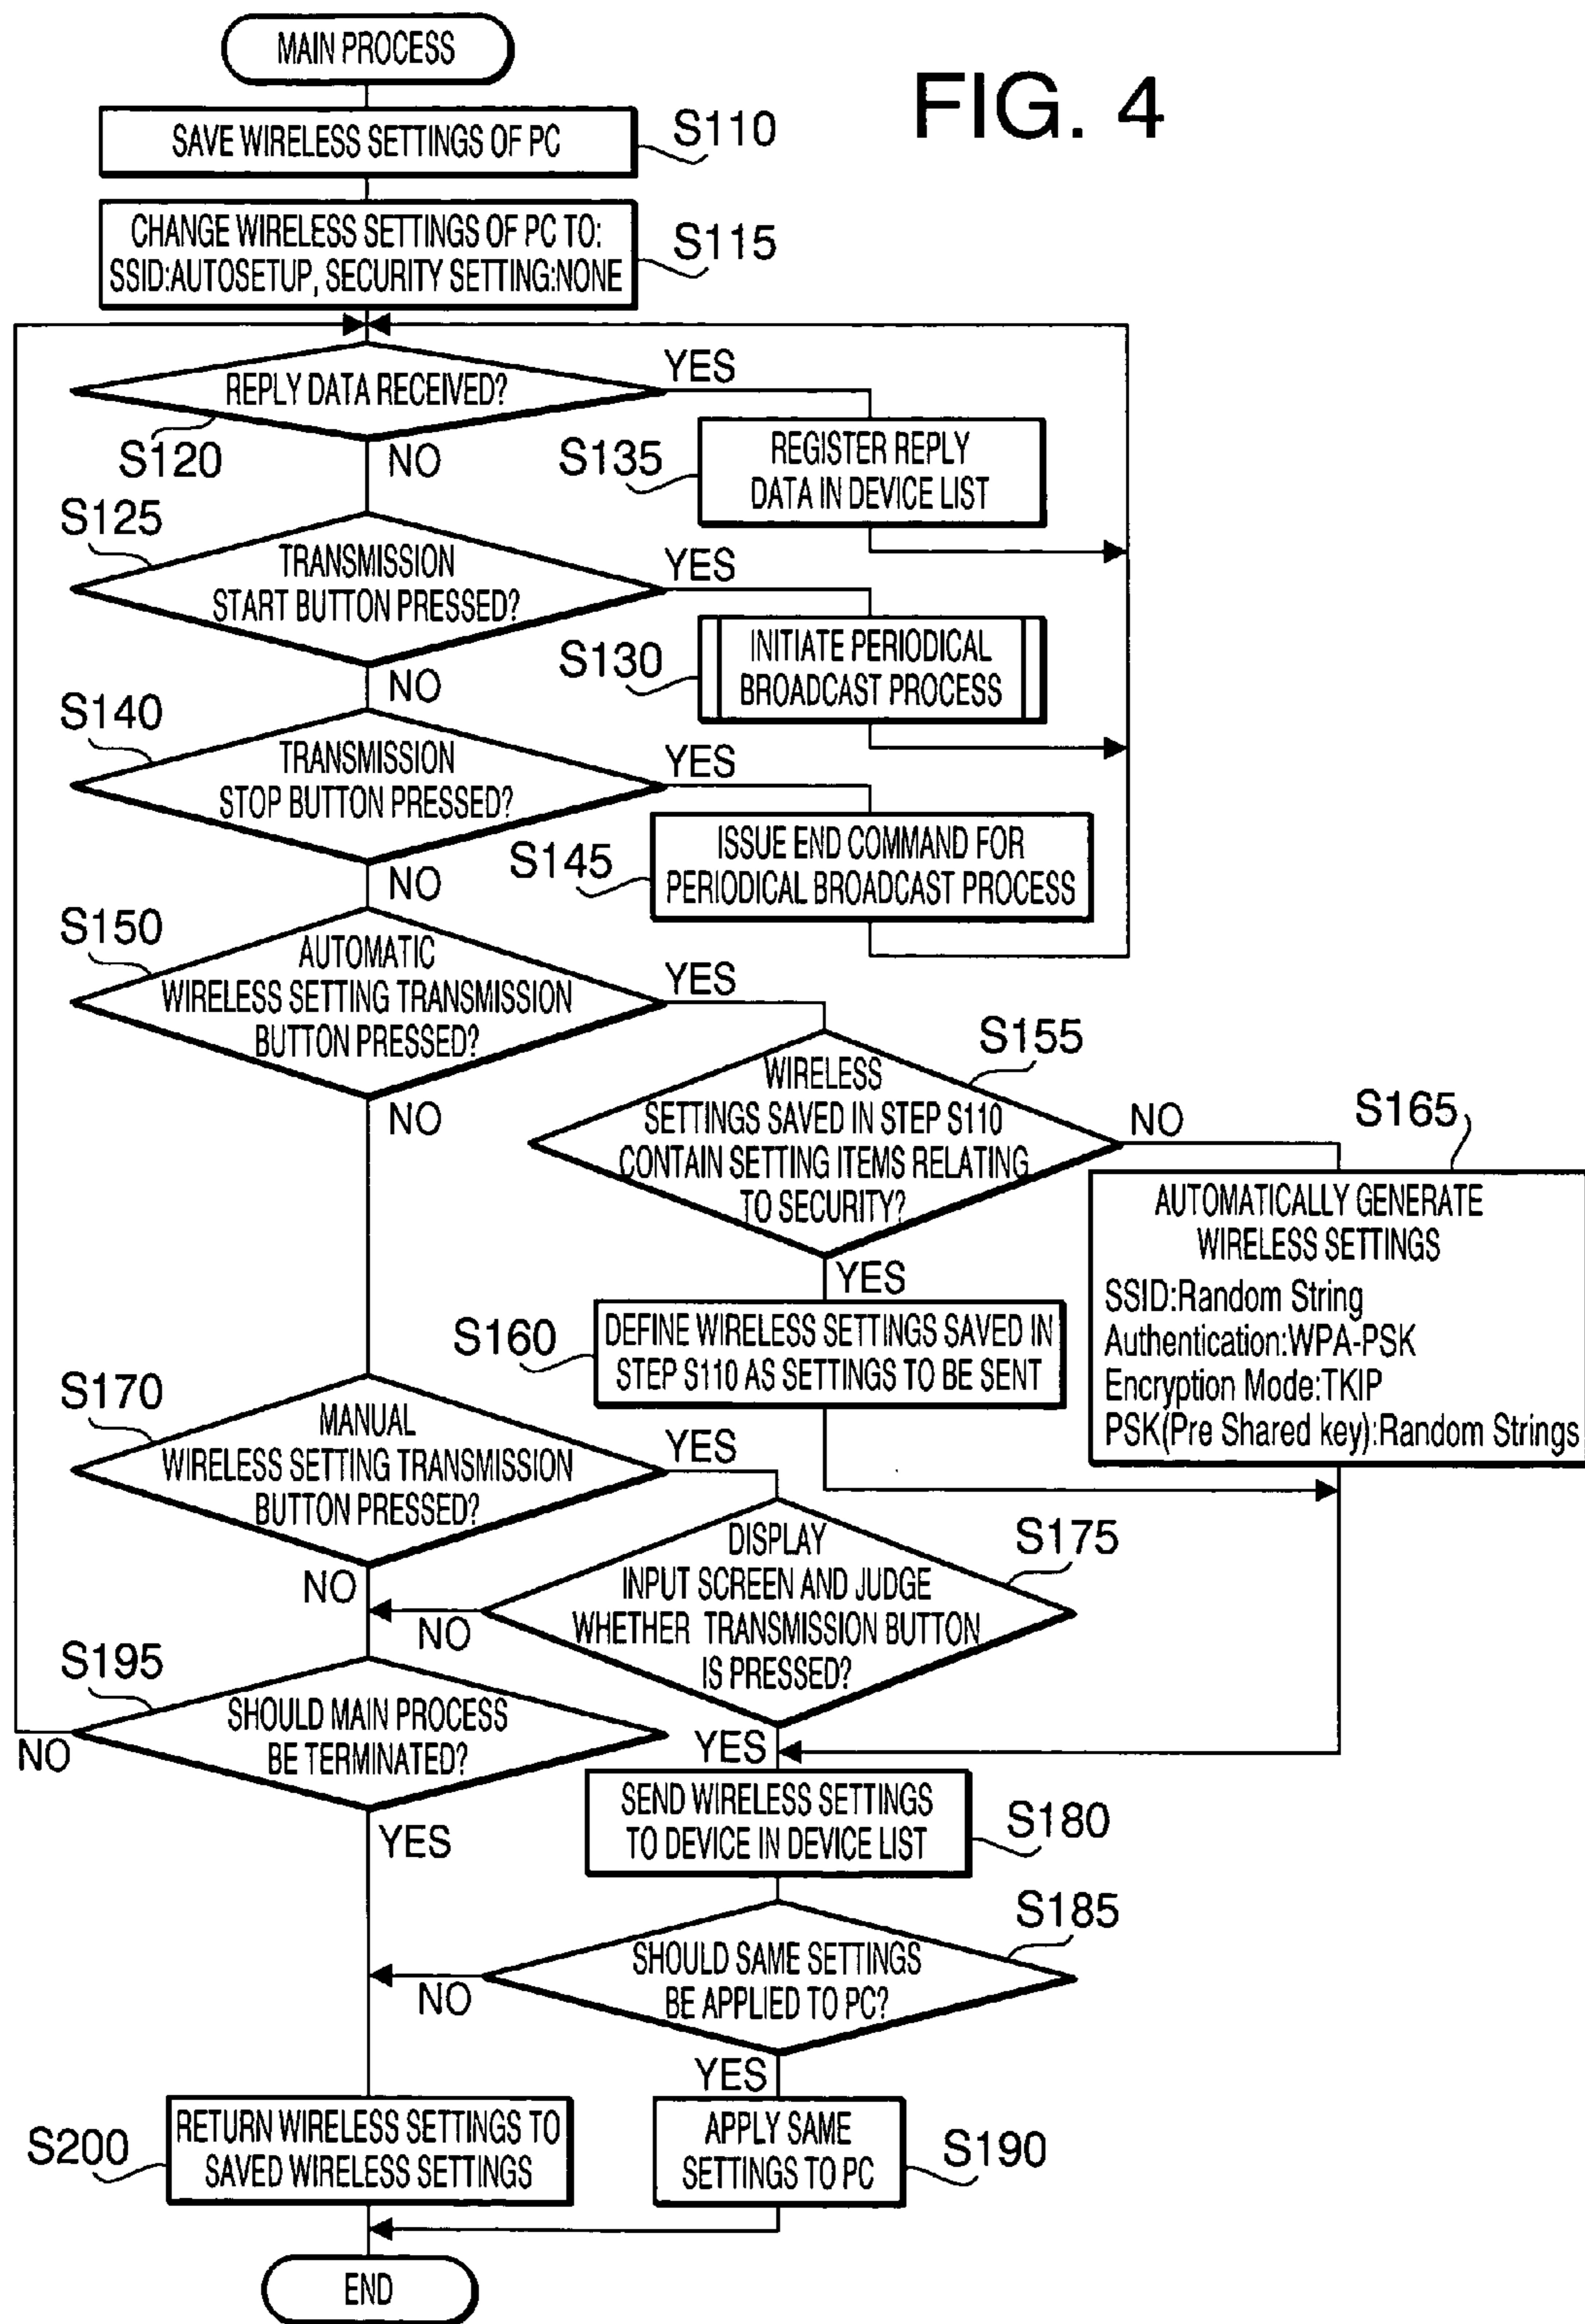 FIG. 4
MAIN PROCESS
SAVE WIRELESS SETTINGS OF PC
S110
CHANGE WIRELESS SETTINGS OF PC TO:
SSID:AUTOSETUP, SECURITY SETTING:NONE
S115
REPLY DATA RECEIVED?
S120
YES
NO
REGISTER REPLY
DATA IN DEVICE LIST
S135
S125
TRANSMISSION
START BUTTON PRESSED?
YES
NO
S130
INITIATE PERIODICAL
BROADCAST PROCESS
S140
TRANSMISSION
STOP BUTTON PRESSED?
YES
NO
S145
ISSUE END COMMAND FOR
PERIODICAL BROADCAST PROCESS
S150
AUTOMATIC
WIRELESS SETTING TRANSMISSION
BUTTON PRESSED?
YES
NO
S155
WIRELESS
SETTINGS SAVED IN STEP S110
CONTAIN SETTING ITEMS RELATING
TO SECURITY?
NO
YES
S165
AUTOMATICALLY GENERATE
WIRELESS SETTINGS
SSID:Random String
Authentication:WPA-PSK
Encryption Mode:TKIP
PSK(Pre Shared key):Random Strings
S160
DEFINE WIRELESS SETTINGS SAVED IN
STEP S110 AS SETTINGS TO BE SENT
S170
MANUAL
WIRELESS SETTING TRANSMISSION
BUTTON PRESSED?
YES
NO
S175
DISPLAY
INPUT SCREEN AND JUDGE
WHETHER TRANSMISSION BUTTON
IS PRESSED?
NO
YES
S195
SHOULD MAIN PROCESS
BE TERMINATED?
NO
YES
SEND WIRELESS SETTINGS
TO DEVICE IN DEVICE LIST
S180
S185
SHOULD SAME SETTINGS
BE APPLIED TO PC?
NO
YES
S200
RETURN WIRELESS SETTINGS TO
SAVED WIRELESS SETTINGS
APPLY SAME
SETTINGS TO PC
S190
END